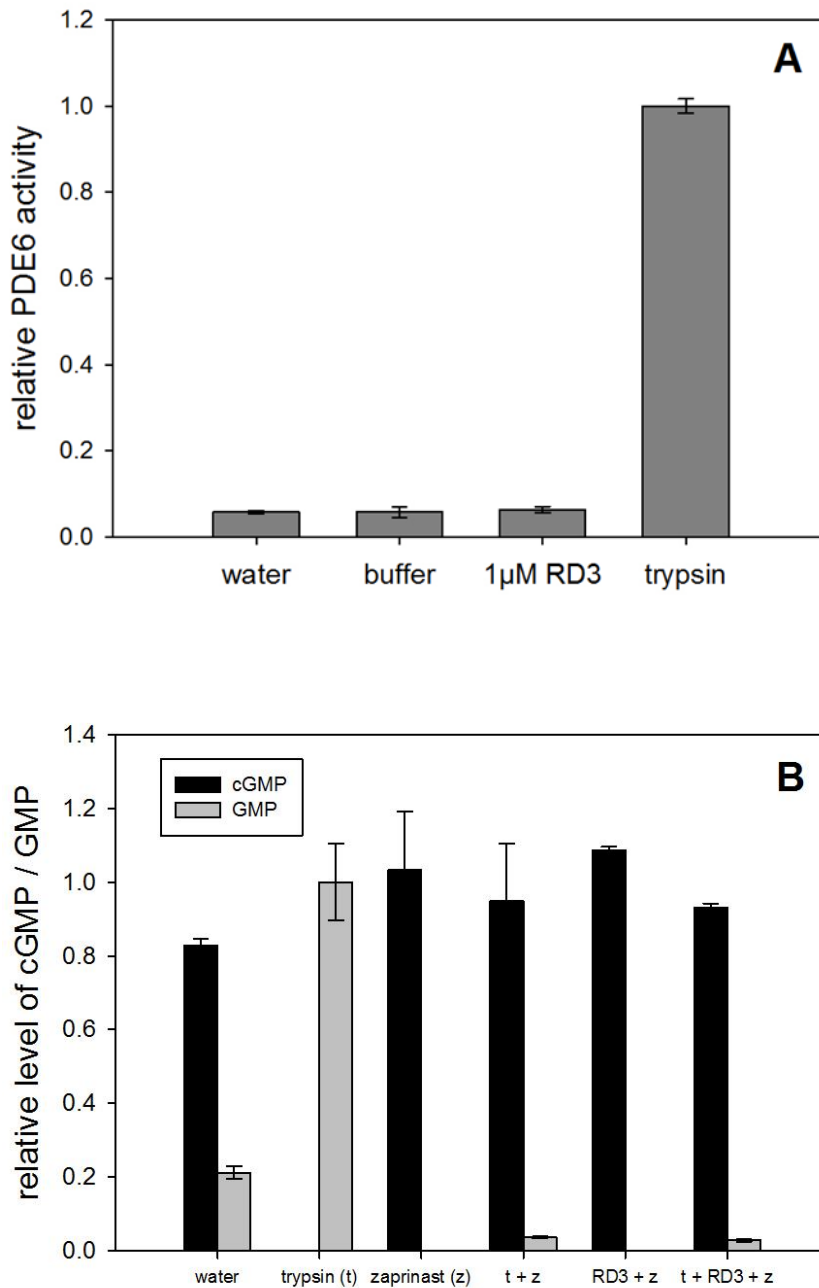 A
relative PDE6 activity
1.2
1.0
0.8
0.6
0.4
0.2
0.0
water buffer 1µM RD3 trypsin
B
relative level of cGMP / GMP
1.4
1.2
1.0
0.8
0.6
0.4
0.2
0.0
cGMP
GMP
water trypsin (t) zaprinast (z) t + z RD3 + z t + RD3 + z